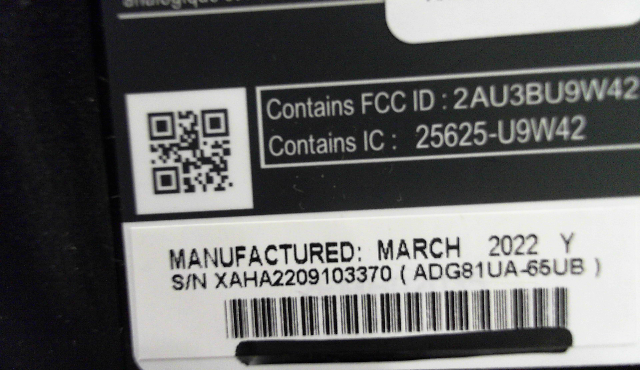 Contains FCC ID : 2AU3BU9W42
Contains IC : 25625-U9W42
MANUFACTURED: MARCH 2022 Y
S/N XAHA2209103370 ( ADG81UA-65UB )